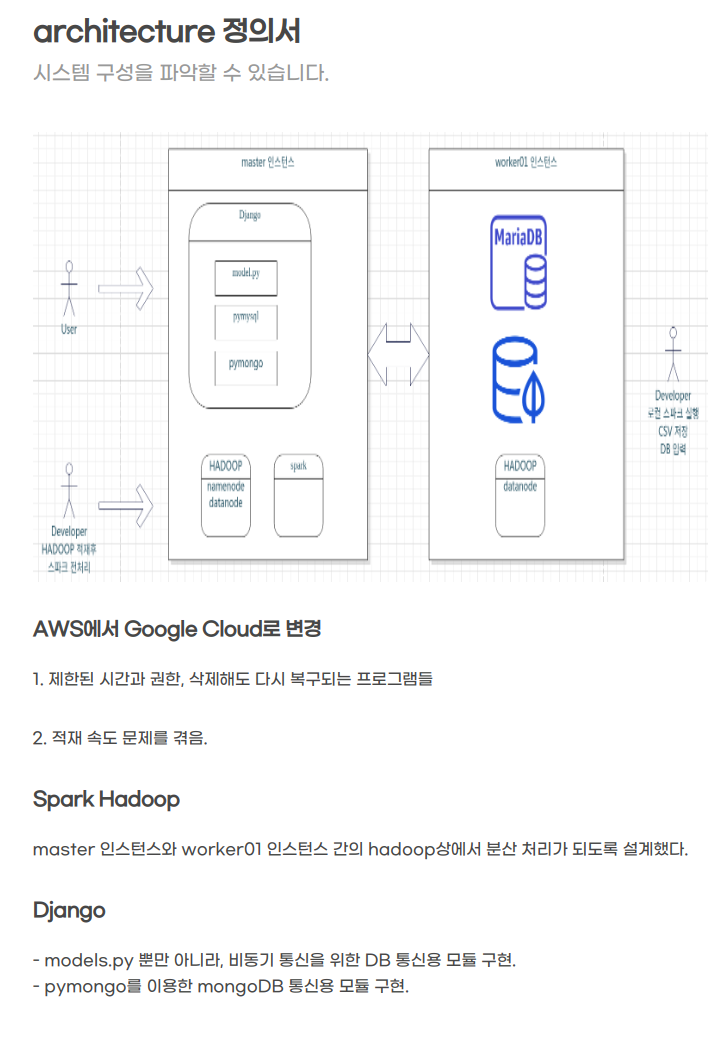 architecture 정의서
시스템 구성을 파악할 수 있습니다.
master 인스턴스
worker01 인스턴스
Django
model.py
pymysql
pymongo
MariaDB
User
Developer
로컬 스파크 실행
CSV 저장
DB 입력
HADOOP
namenode
datanode
spark
HADOOP
datanode
Developer
HADOOP 적재후
스파크 전처리
AWS에서 Google Cloud로 변경
1. 제한된 시간과 권한, 삭제해도 다시 복구되는 프로그램들
2. 적재 속도 문제를 겪음.
Spark Hadoop
master 인스턴스와 worker01 인스턴스 간의 hadoop상에서 분산 처리가 되도록 설계했다.
Django
- models.py 뿐만 아니라, 비동기 통신을 위한 DB 통신용 모듈 구현.
- pymongo를 이용한 mongoDB 통신용 모듈 구현.